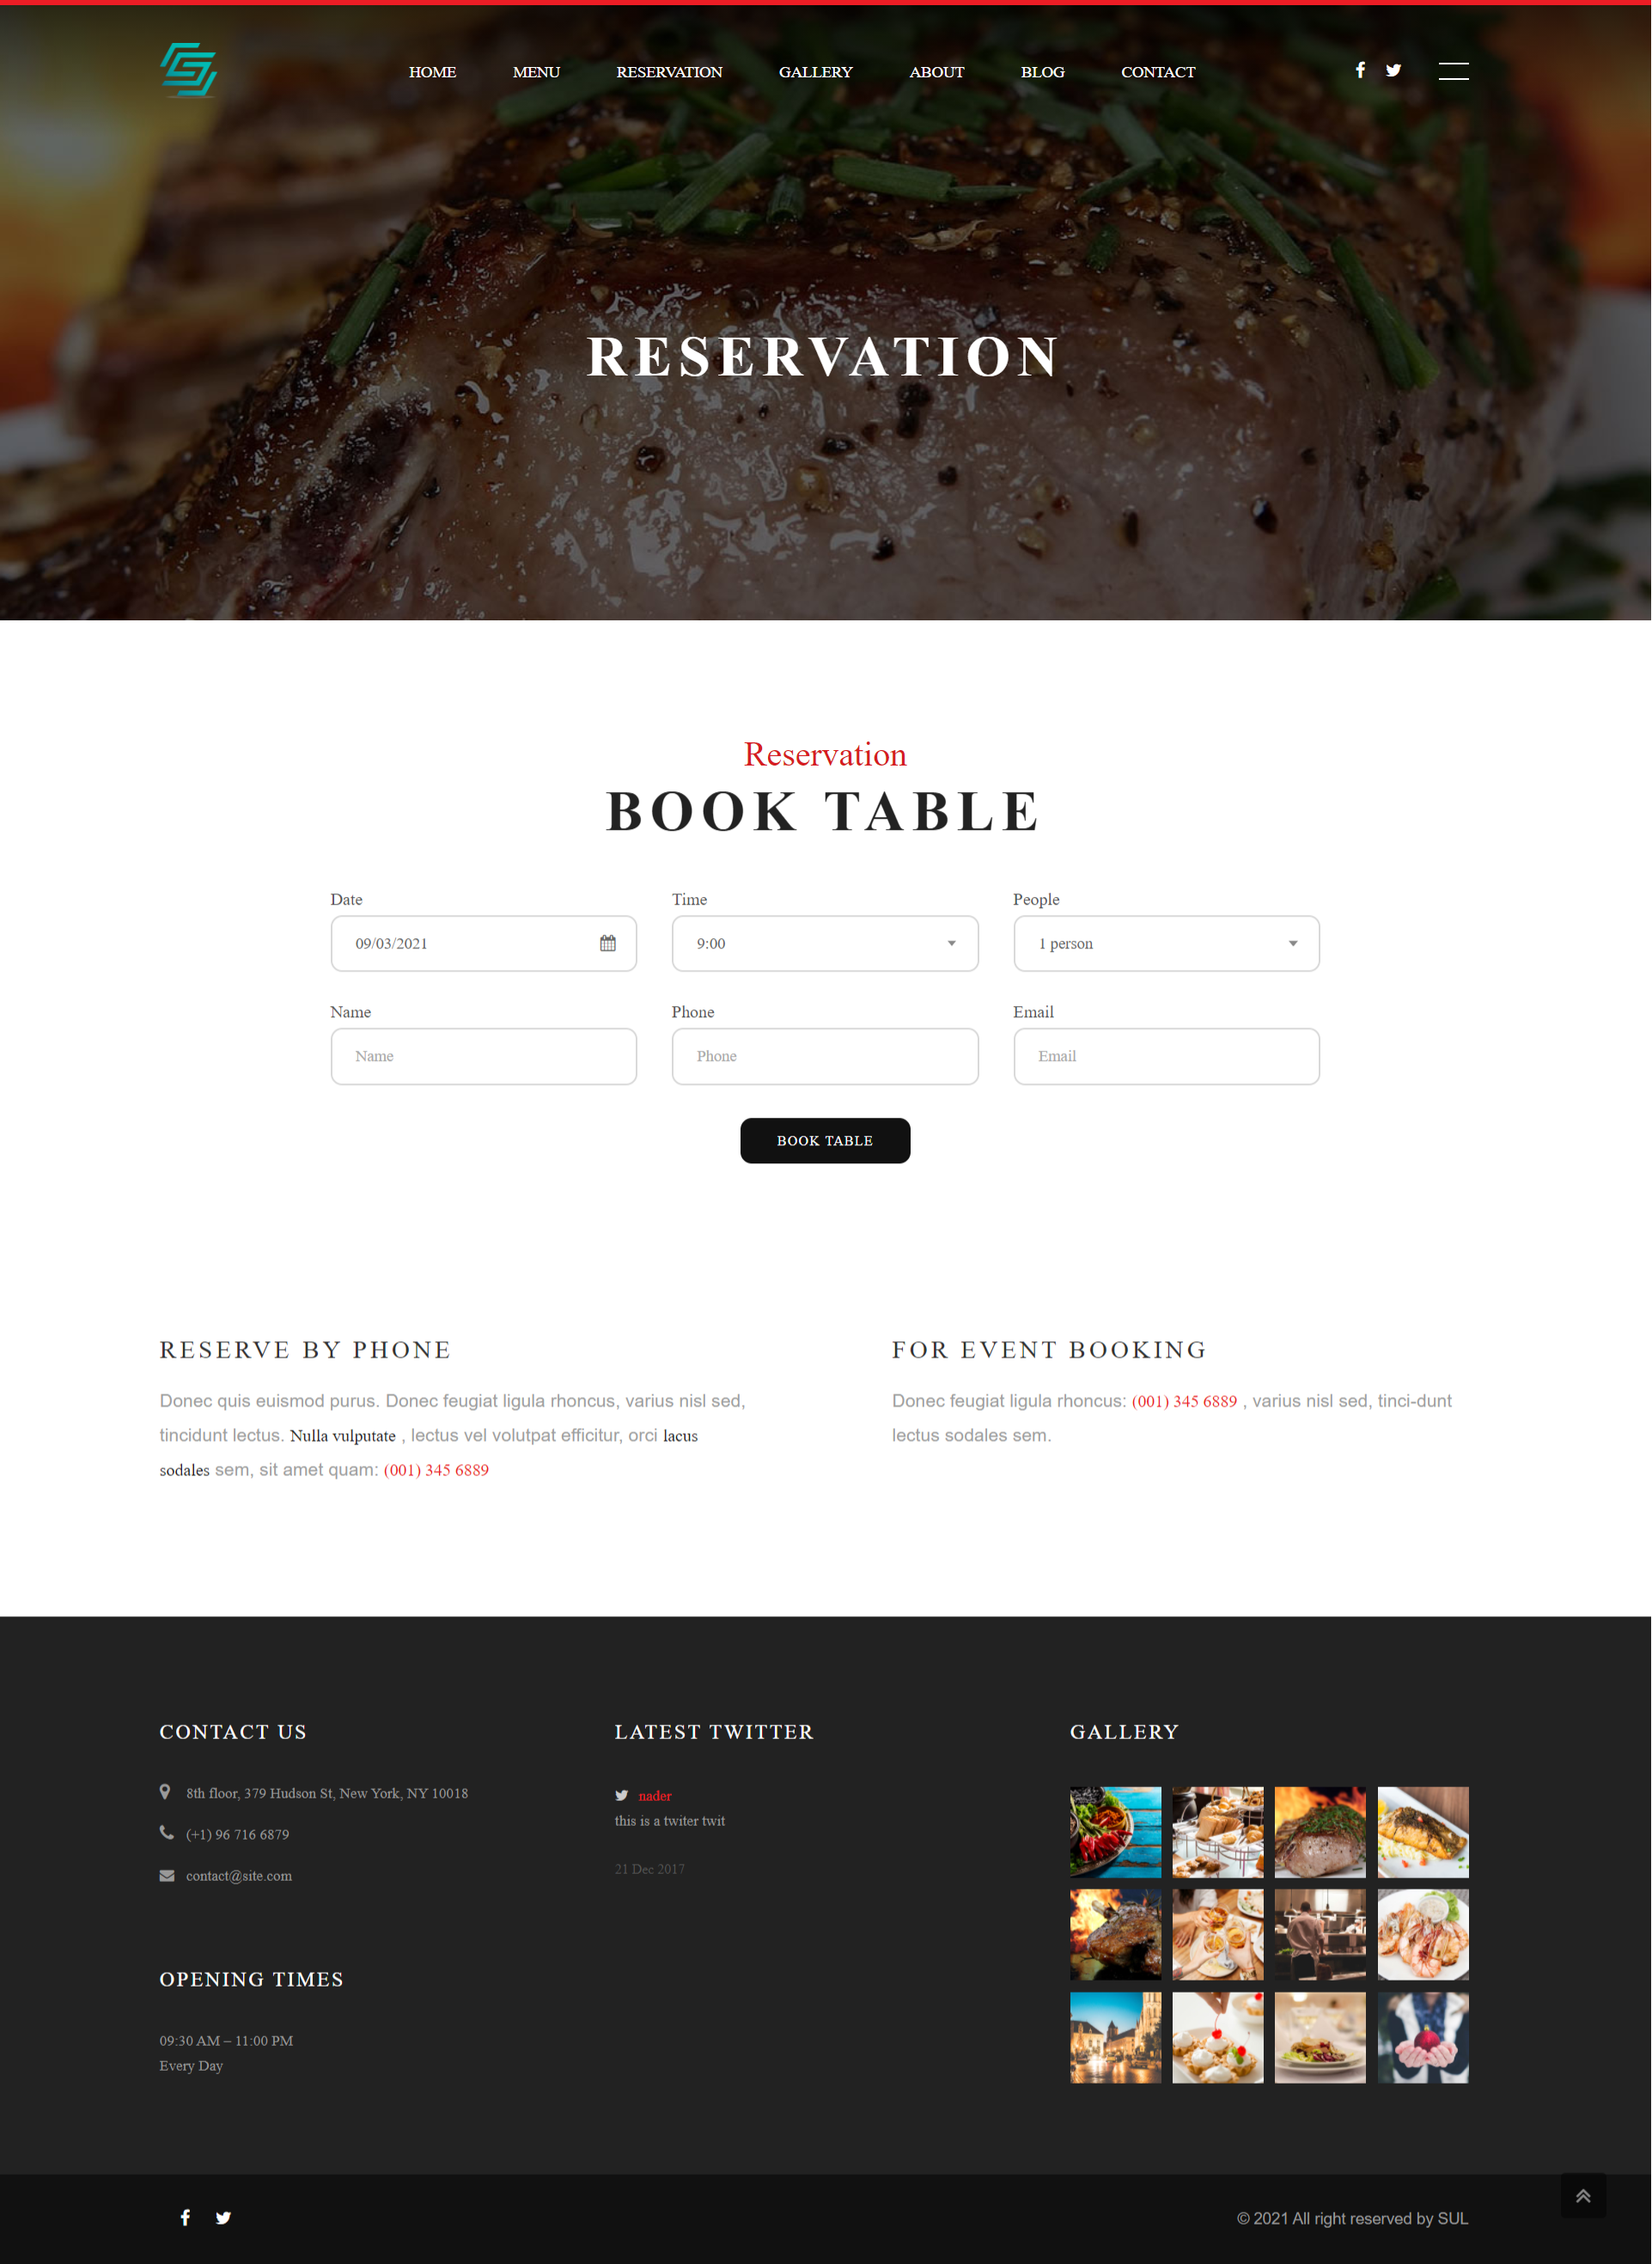 HOME MENU RESERVATION GALLERY ABOUT BLOG CONTACT
RESERVATION
Reservation
BOOK TABLE
Date Time People
09/03/2021 9:00 1 person
Name Phone Email
Name Phone Email
BOOK TABLE
RESERVE BY PHONE
Donec quis euismod purus. Donec feugiat ligula rhoncus, varius nisl sed,
tincidunt lectus. Nulla vulputate , lectus vel volutpat efficitur, orci lacus
sodales sem, sit amet quam: (001) 345 6889
FOR EVENT BOOKING
Donec feugiat ligula rhoncus: (001) 345 6889 , varius nisl sed, tinci-dunt
lectus sodales sem.
CONTACT US
8th floor, 379 Hudson St, New York, NY 10018
(+1) 96 716 6879
contact@site.com
OPENING TIMES
09:30 AM – 11:00 PM
Every Day
LATEST TWITTER
nader
this is a twiter twit
21 Dec 2017
GALLERY
© 2021 All right reserved by SUL